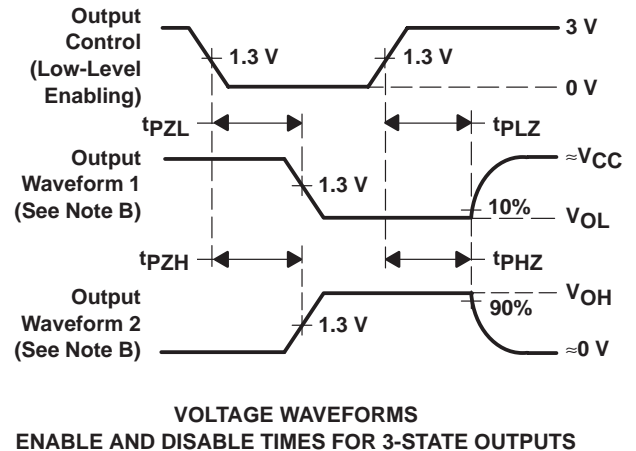 Output
Control
(Low-Level
Enabling)
1.3 V
1.3 V
3 V
0 V
tPZL
tPLZ
Output
Waveform 1
(See Note B)
1.3 V
≈VCC
10%
VOL
tPZH
tPHZ
Output
Waveform 2
(See Note B)
1.3 V
VOH
90%
≈0 V
VOLTAGE WAVEFORMS
ENABLE AND DISABLE TIMES FOR 3-STATE OUTPUTS